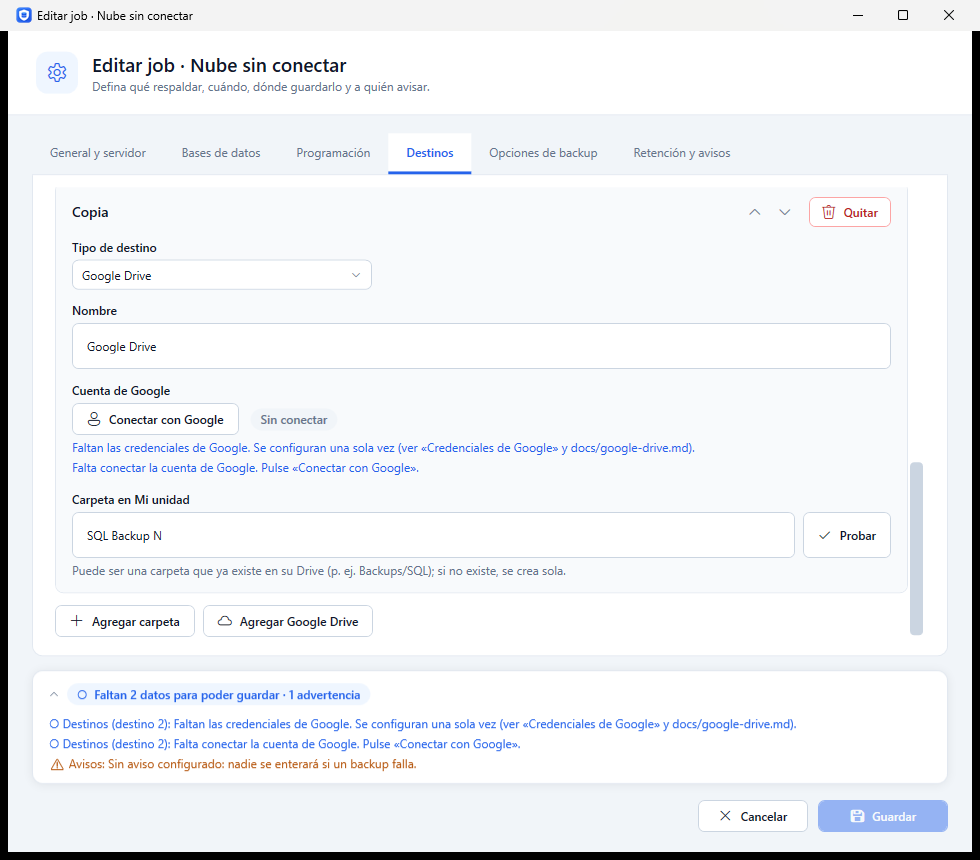 Editar job · Nube sin conectar
Editar job · Nube sin conectar
Defina qué respaldar, cuándo, dónde guardarlo y a quién avisar.
General y servidor Bases de datos Programación Destinos Opciones de backup Retención y avisos
Copia Quitar
Tipo de destino
Google Drive
Nombre
Google Drive
Cuenta de Google
Conectar con Google Sin conectar
Faltan las credenciales de Google. Se configuran una sola vez (ver «Credenciales de Google» y docs/google-drive.md).
Falta conectar la cuenta de Google. Pulse «Conectar con Google».
Carpeta en Mi unidad
SQL Backup N Probar
Puede ser una carpeta que ya existe en su Drive (p. ej. Backups/SQL); si no existe, se crea sola.
Agregar carpeta Agregar Google Drive
Faltan 2 datos para poder guardar · 1 advertencia
Destinos (destino 2): Faltan las credenciales de Google. Se configuran una sola vez (ver «Credenciales de Google» y docs/google-drive.md).
Destinos (destino 2): Falta conectar la cuenta de Google. Pulse «Conectar con Google».
Avisos: Sin aviso configurado: nadie se enterará si un backup falla.
Cancelar Guardar